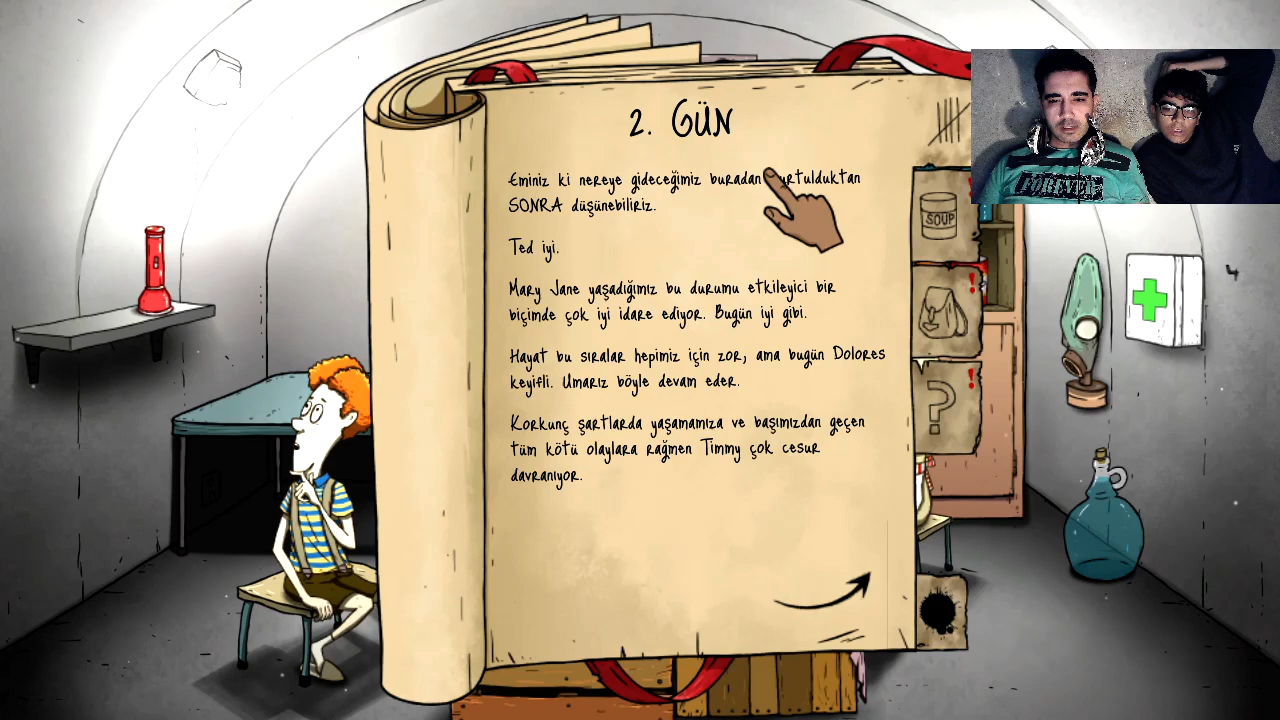 2. GÜN
Eminiz ki nereye gideceğimiz buradan
SONRA düşünebiliriz.
Ted iyi.
Mary Jane yaşadığımız bu durumu etkileyici bir
biçimde çok iyi idare ediyor. Bugün iyi gibi.
Hayat bu sıralar hepimiz için zor, ama bugün Dolores
keyifli. Umarız böyle devam eder.
Korkunç şartlarda yaşamamıza ve başımızdan geçen
tüm kötü olaylara rağmen Timmy çok cesur
davranıyor.
SOUP
!
?
!
FOREVER